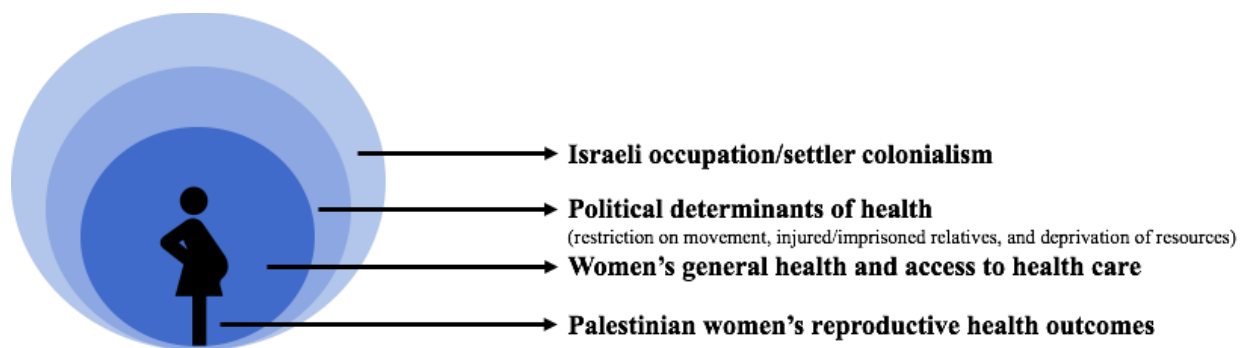 Israeli occupation/settler colonialism
Political determinants of health
(restriction on movement, injured/imprisoned relatives, and deprivation of resources)
Women’s general health and access to health care
Palestinian women’s reproductive health outcomes